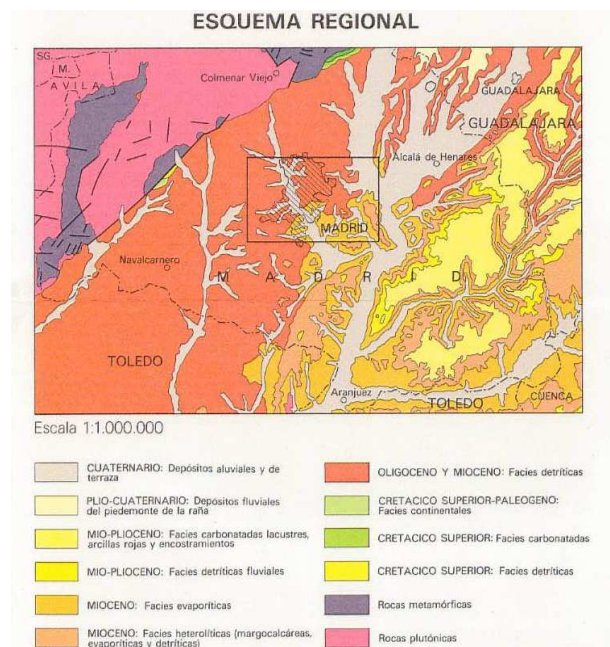 ESQUEMA REGIONAL
SG.
M.
AVILA
Colmenar Viejo
GUADALAJARA
GUADALAJARA
Alcalá de Henares
MADRID
Navalcarnero
M A D R I D
TOLEDO
Aranjuez
TOLEDO
CUENCA
Escala 1:1.000.000
CUATERNARIO: Depósitos aluviales y de
terraza
PLIO-CUATERNARIO: Depósitos fluviales
del piedemonte de la raña
MIO-PLIOCENO: Facies carbonatadas lacustres,
arcillas rojas y encostramientos
MIO-PLIOCENO: Facies detríticas fluviales
MIOCENO: Facies evaporíticas
MIOCENO: Facies heterolíticas (margocalcáreas,
evaporíticas y detríticas)
OLIGOCENO Y MIOCENO: Facies detríticas
CRETACICO SUPERIOR-PALEOGENO:
Facies continentales
CRETACICO SUPERIOR: Facies carbonatadas
CRETACICO SUPERIOR: Facies detríticas
Rocas metamórficas
Rocas plutónicas